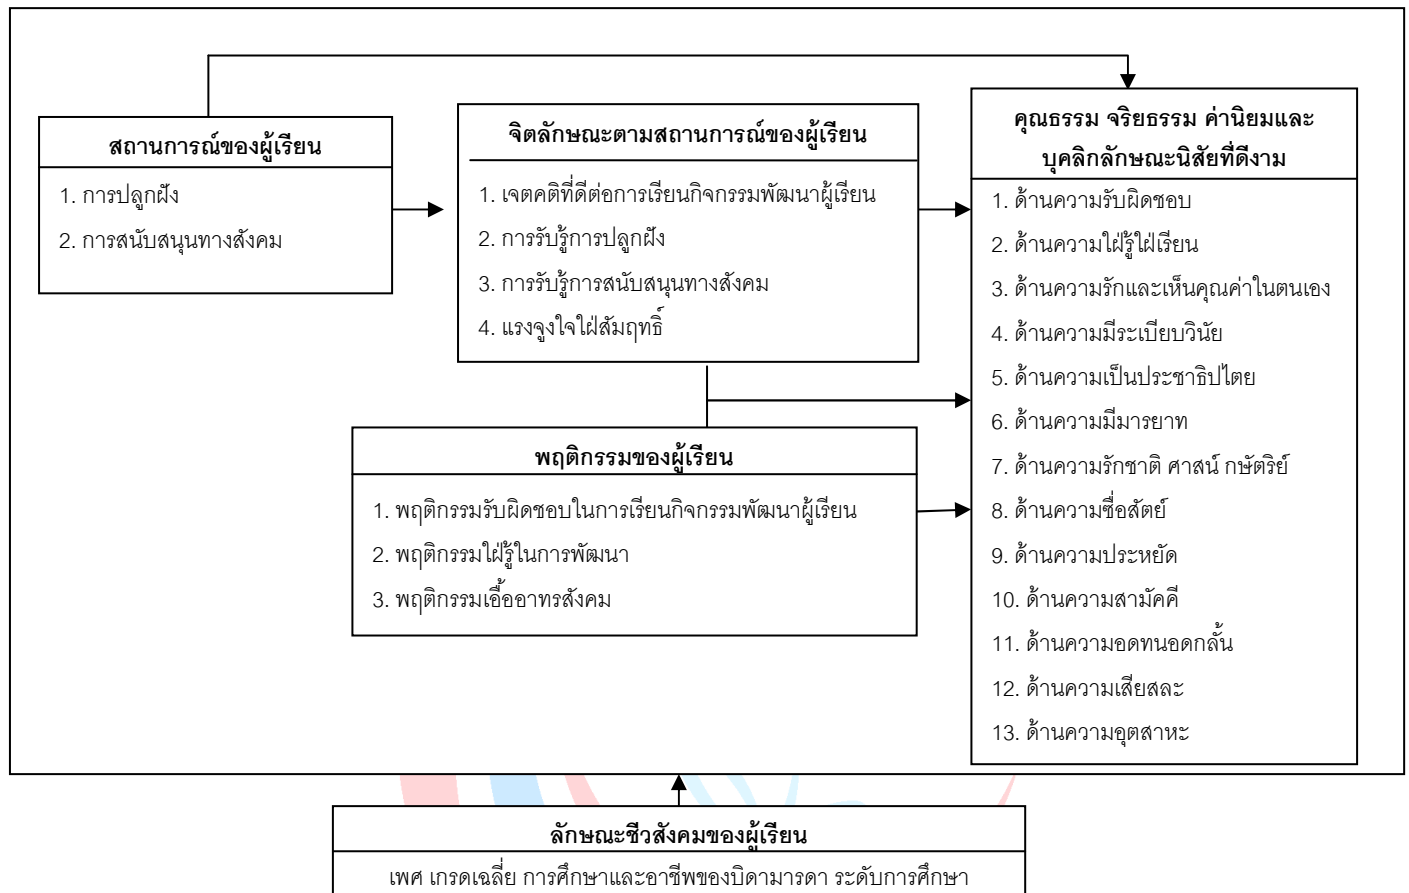 สถานการณ์ของผู้เรียน
1. การปลูกฝัง
2. การสนับสนุนทางสังคม
จิตลักษณะตามสถานการณ์ของผู้เรียน
1. เจตคติที่ดีต่อการเรียนกิจกรรมพัฒนาผู้เรียน
2. การรับรู้การปลูกฝัง
3. การรับรู้การสนับสนุนทางสังคม
4. แรงจูงใจใฝ่สัมฤทธิ์
พฤติกรรมของผู้เรียน
1. พฤติกรรมรับผิดชอบในการเรียนกิจกรรมพัฒนาผู้เรียน
2. พฤติกรรมใฝ่รู้ในการพัฒนา
3. พฤติกรรมเอื้ออาทรสังคม
คุณธรรม จริยธรรม ค่านิยมและ
บุคลิกลักษณะนิสัยที่ดีงาม
1. ด้านความรับผิดชอบ
2. ด้านความใฝ่รู้ใฝ่เรียน
3. ด้านความรักและเห็นคุณค่าในตนเอง
4. ด้านความมีระเบียบวินัย
5. ด้านความเป็นประชาธิปไตย
6. ด้านความมีมารยาท
7. ด้านความรักชาติ ศาสน์ กษัตริย์
8. ด้านความซื่อสัตย์
9. ด้านความประหยัด
10. ด้านความสามัคคี
11. ด้านความอดทนอดกลั้น
12. ด้านความเสียสละ
13. ด้านความอุตสาหะ
ลักษณะชีวสังคมของผู้เรียน
เพศ เกรดเฉลี่ย การศึกษาและอาชีพของบิดามารดา ระดับการศึกษา